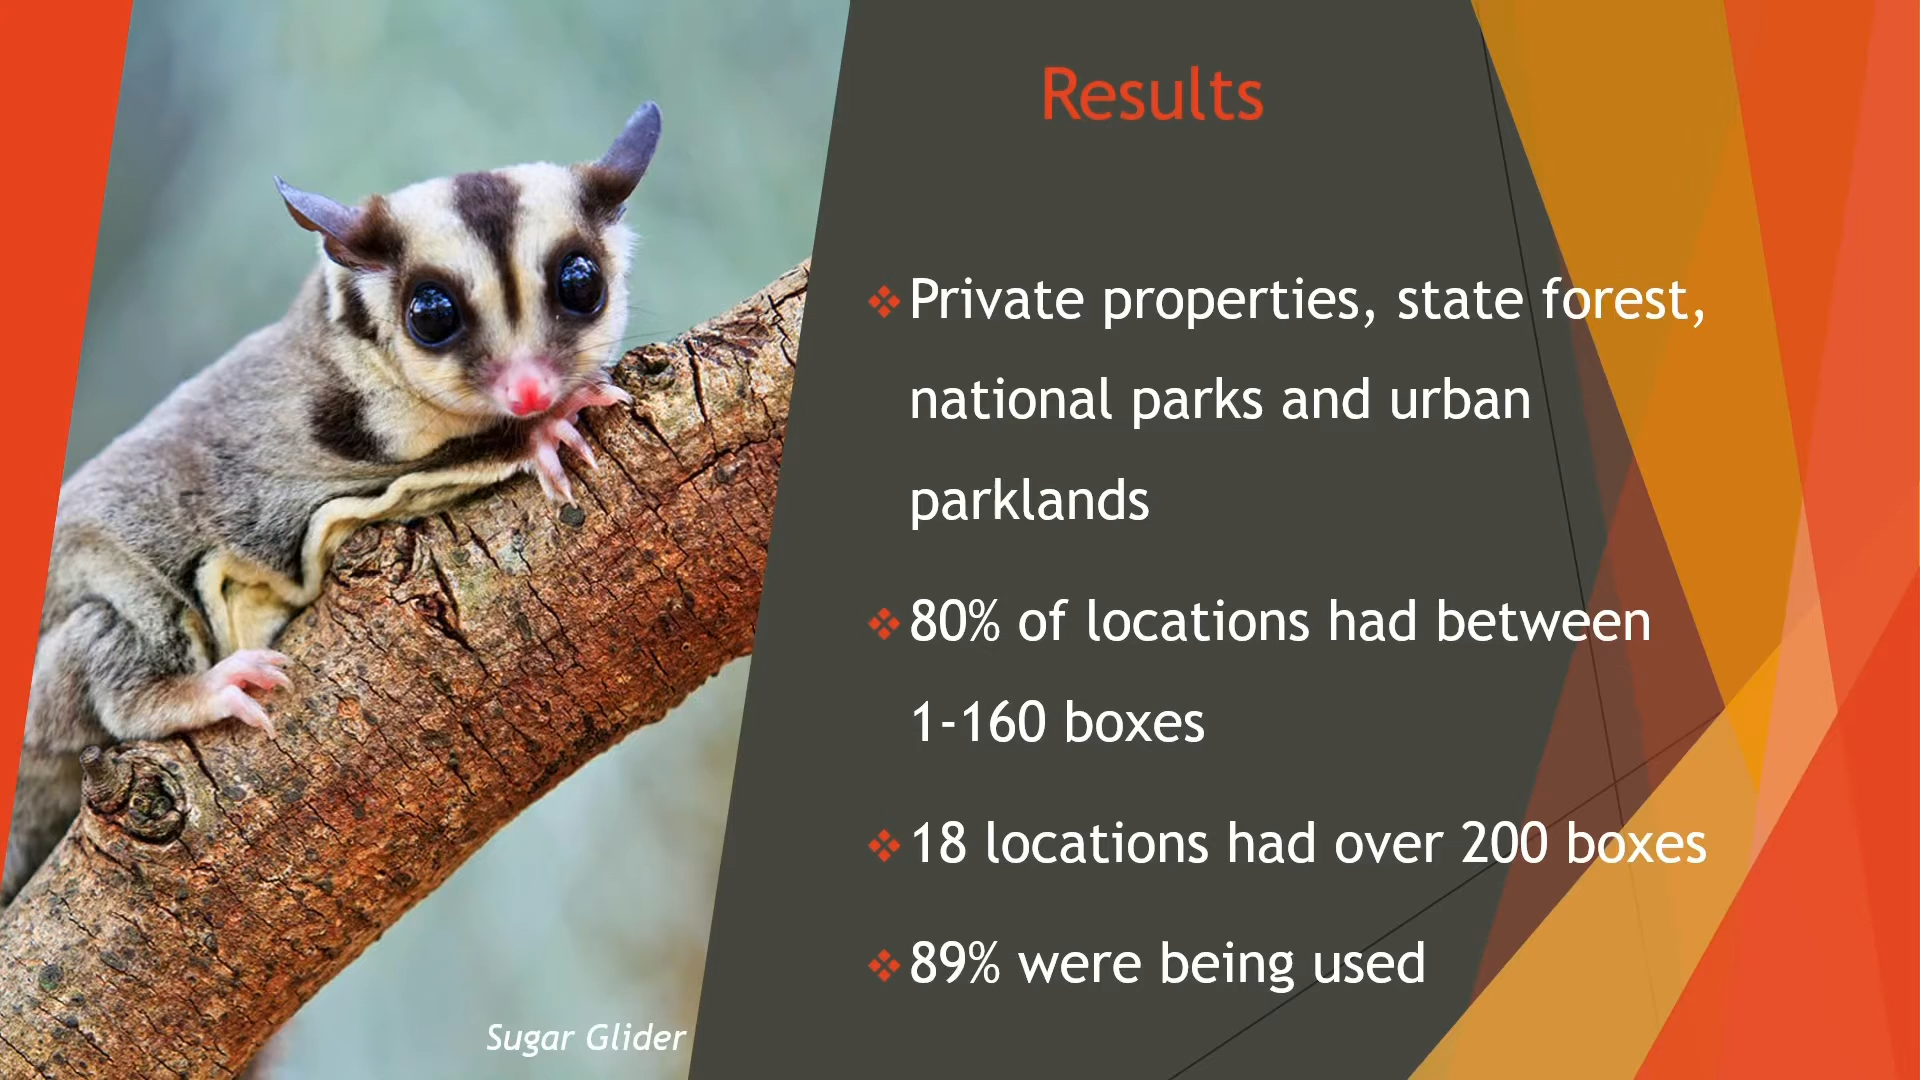 Results
Private properties, state forest,
national parks and urban
parklands
80% of locations had between
1-160 boxes
18 locations had over 200 boxes
89% were being used
Sugar Glider